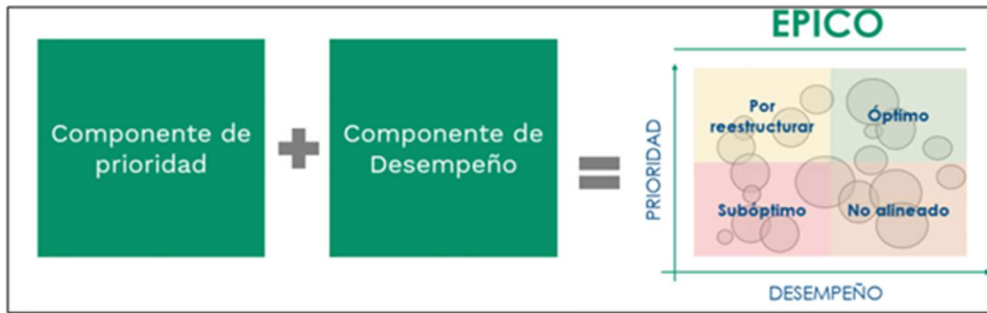 Componente de
prioridad
Componente de
Desempeño
EPICO
PRIORIDAD
Por
reestructurar
Óptimo
Subóptimo
No alineado
DESEMPEÑO